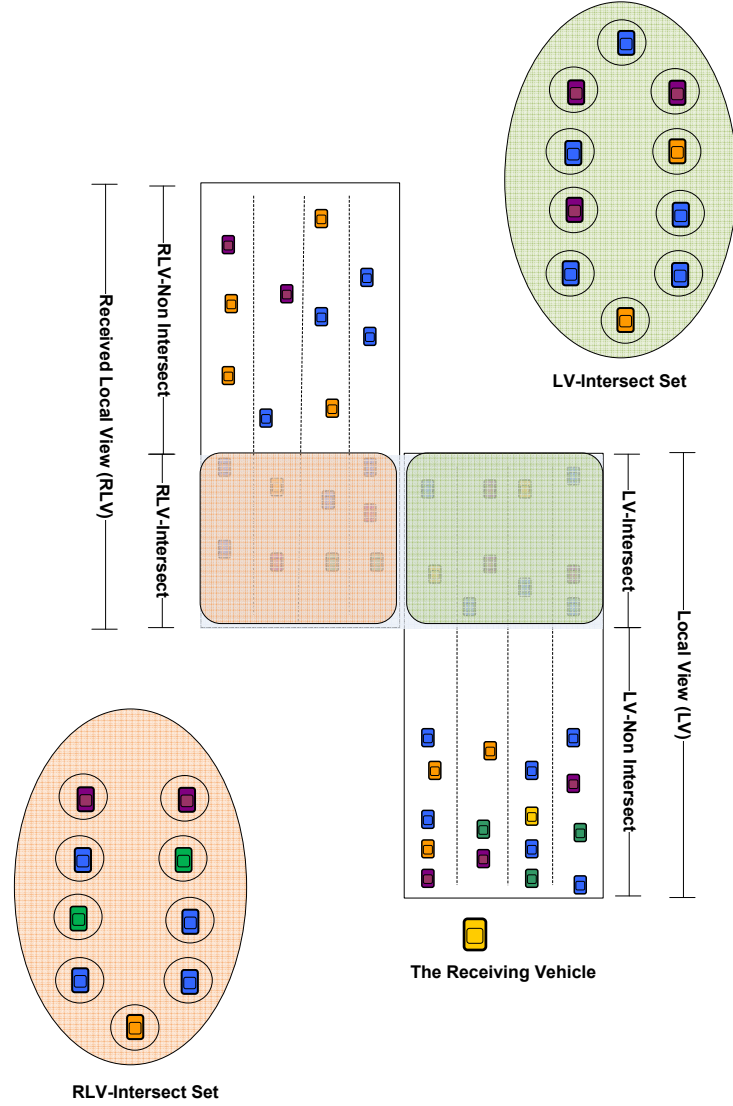 LV-Intersect Set
Received Local View (RLV)
RLV-Non Intersect
RLV-Intersect
LV-Intersect
LV-Non Intersect
Local View (LV)
The Receiving Vehicle
RLV-Intersect Set